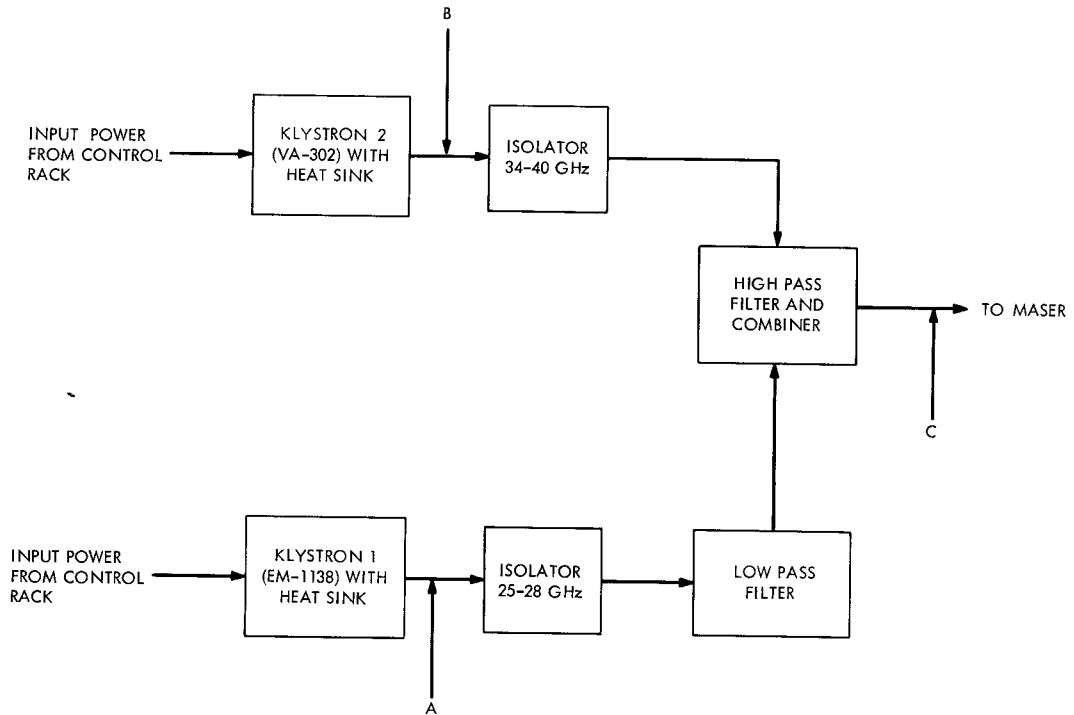 B
INPUT POWER
FROM CONTROL
RACK
KLYSTRON 2
(VA-302) WITH
HEAT SINK
ISOLATOR
34-40 GHz
HIGH PASS
FILTER AND
COMBINER
TO MASER
C
INPUT POWER
FROM CONTROL
RACK
KLYSTRON 1
(EM-1138) WITH
HEAT SINK
ISOLATOR
25-28 GHz
LOW PASS
FILTER
A